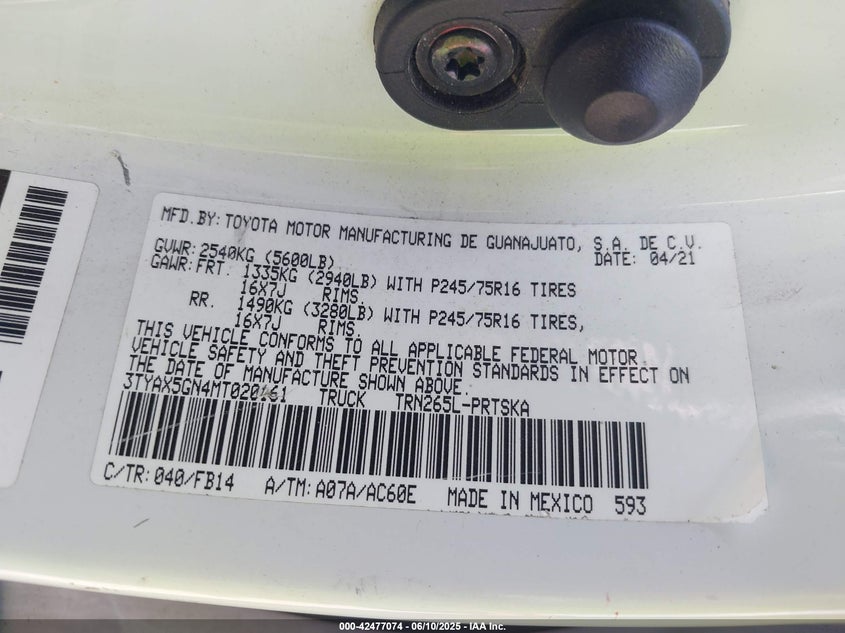 MFD.BY: TOYOTA MOTOR MANUFACTURING DE GUANAJUATO, S.A. DE C.V.
GVWR: 2540KG (5600LB) DATE: 04/21
GAWR: FRT. 1335KG (2940LB) WITH P245/75R16 TIRES
16X7J RIMS,
RR. 1490KG (3280LB) WITH P245/75R16 TIRES,
16X7J RIMS.
THIS VEHICLE CONFORMS TO ALL APPLICABLE FEDERAL MOTOR
VEHICLE SAFETY AND THEFT PREVENTION STANDARDS IN EFFECT ON
THE DATE OF MANUFACTURE SHOWN ABOVE.
TRUCK TRN265L-PRTSKA
C/TR: 040/FB14 A/TM: A07A/AC60E MADE IN MEXICO 593
000-42477074 - 06/10/2025 - IAA Inc.